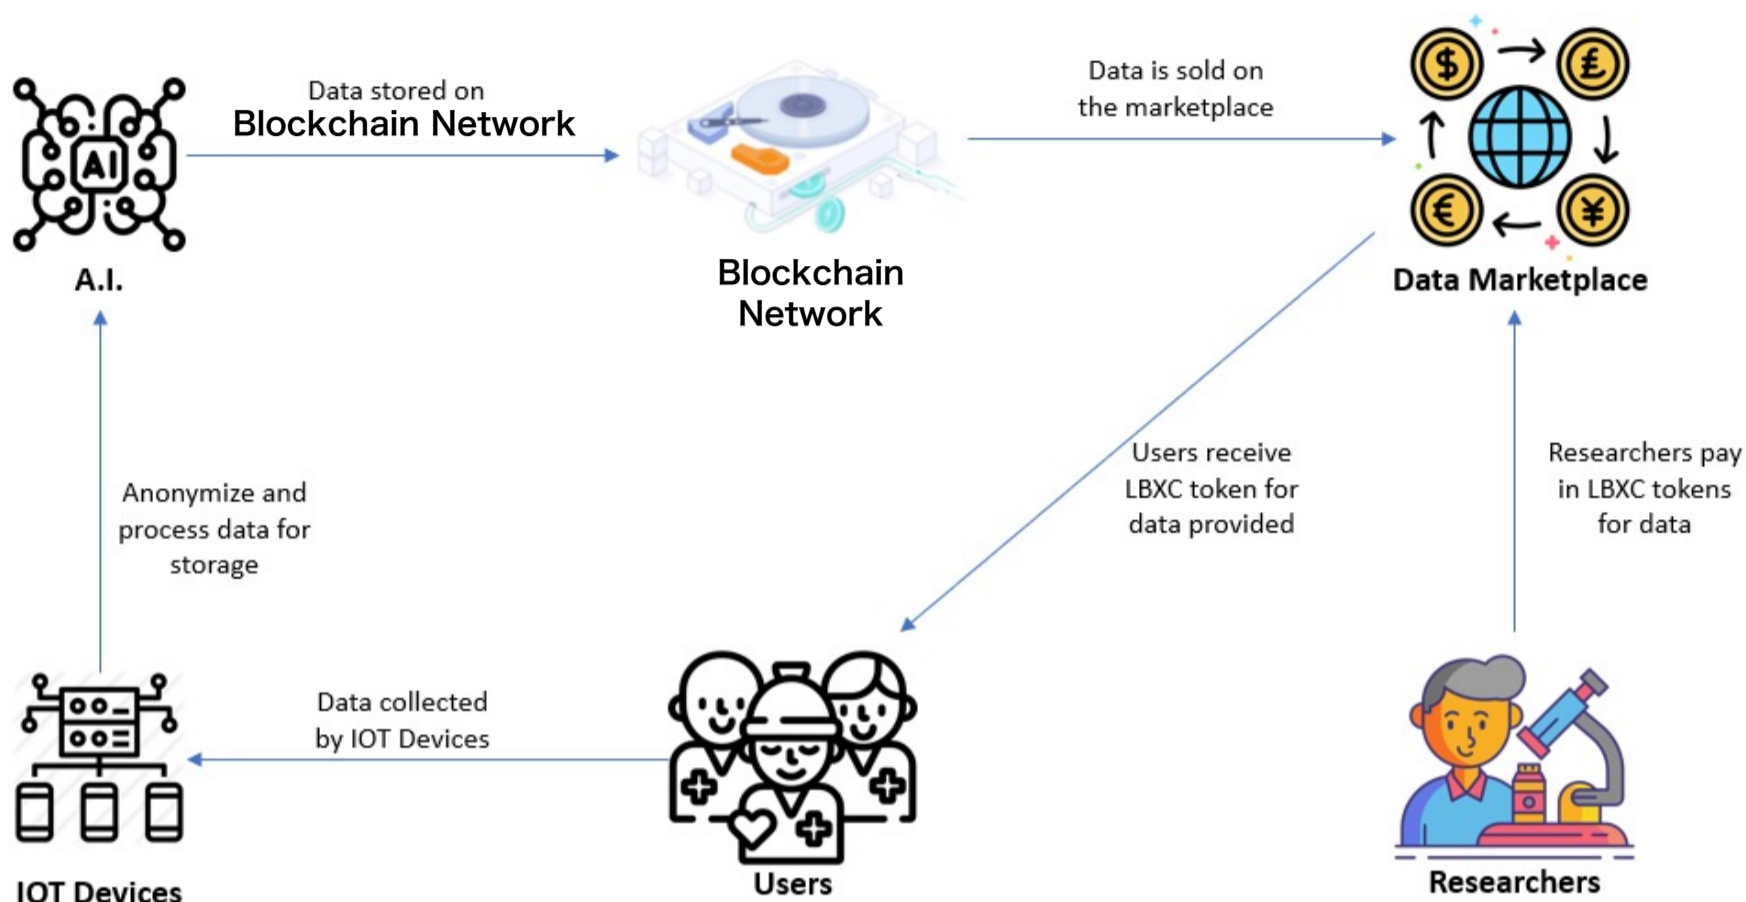 Data stored on
Blockchain Network
Data is sold on
the marketplace
$
£
€
¥
AI
A.I.
Blockchain
Network
Data Marketplace
Anonymize and
process data for
storage
Users receive
LBXC token for
data provided
Researchers pay
in LBXC tokens
for data
Data collected
by IOT Devices
IOT Devices
Users
Researchers